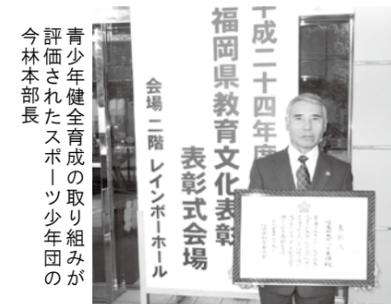 青少年健全育成の取り組みが
評価されたスポーツ少年団の
今林本部長
平成二十四年度
福岡県教育文化表彰
表彰式会場
会場 二階 レインボーホール